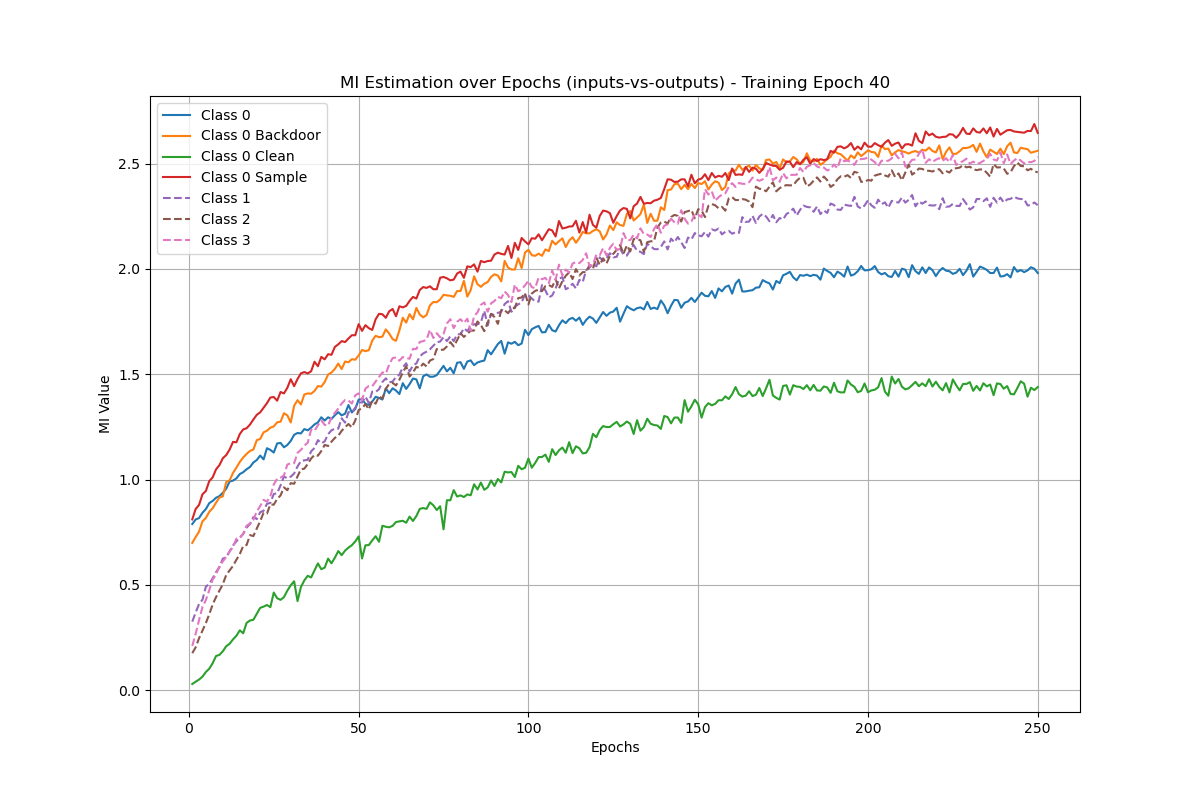 MI Estimation over Epochs (inputs-vs-outputs) - Training Epoch 40
Class 0
Class 0 Backdoor
Class 0 Clean
Class 0 Sample
Class 1
Class 2
Class 3
2.5
2.0
1.5
1.0
0.5
0.0
MI Value
0 50 100 150 200 250
Epochs